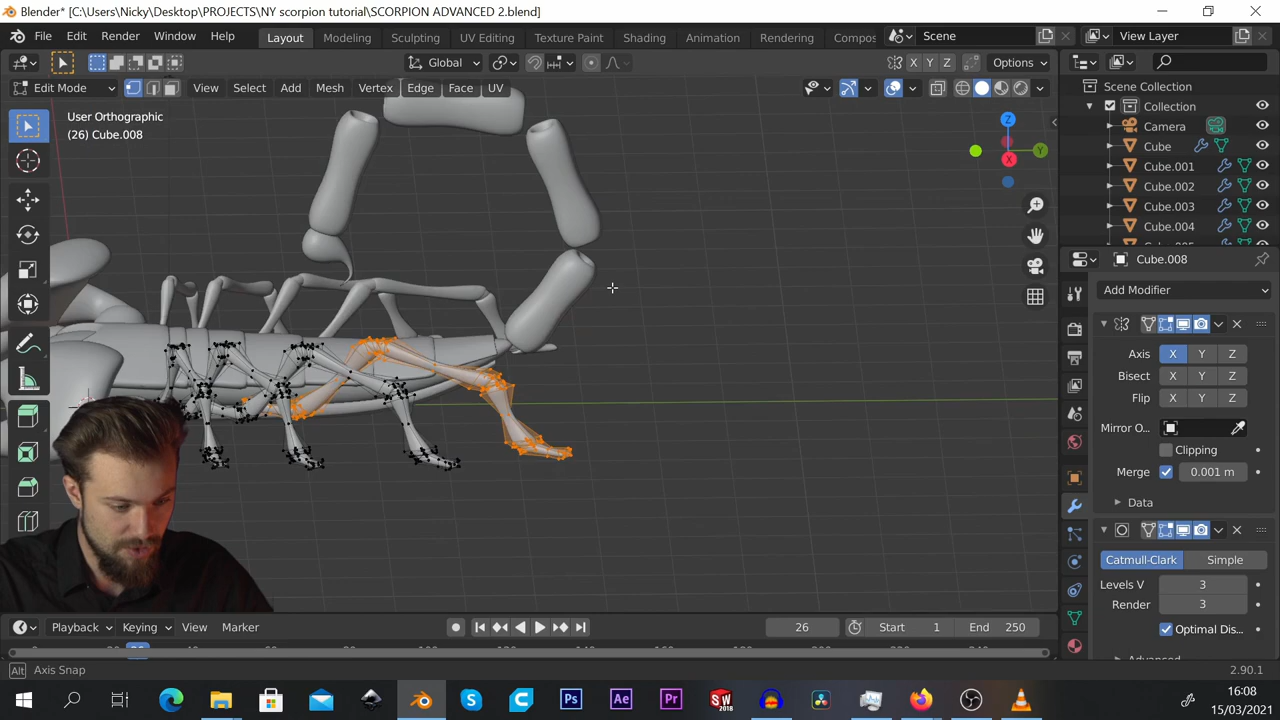 Blender* [C:\Users\Nicky\Desktop\PROJECTS\NY scorpion tutorial\SCORPION ADVANCED 2.blend]
File Edit Render Window Help Layout Modeling Sculpting UV Editing Texture Paint Shading Animation Rendering Compos Scene View Layer
Global X Y Z Options
Edit Mode View Select Add Mesh Vertex Edge Face UV
Scene Collection
Collection
Camera
Cube
Cube.001
Cube.002
Cube.003
Cube.004
User Orthographic
(26) Cube.008
Z
Y
X
Cube.008
Add Modifier
Axis X Y Z
Bisect X Y Z
Flip X Y Z
Mirror O...
Clipping
Merge 0.001 m
Data
Catmull-Clark Simple
Levels V 3
Render 3
Optimal Dis...
Playback Keying View Marker 26 Start 1 End 250
Alt Axis Snap 2.90.1
16:08
15/03/2021